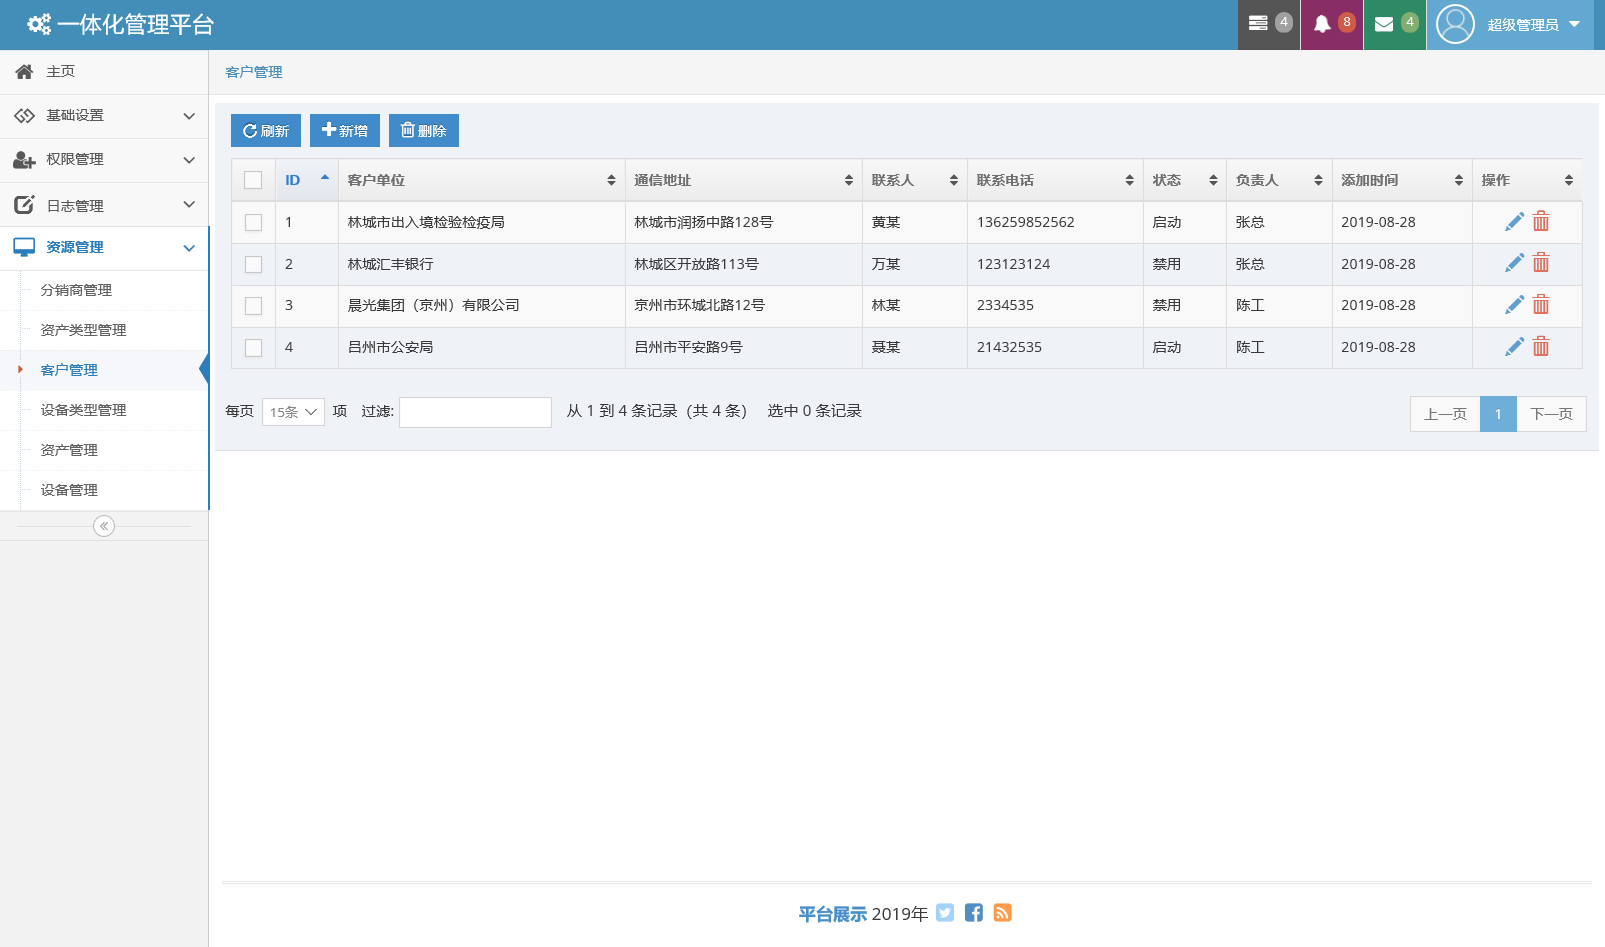 一体化管理平台
4
8
4
超级管理员
主页
基础设置
权限管理
日志管理
资源管理
分销商管理
资产类型管理
客户管理
设备类型管理
资产管理
设备管理
客户管理
刷新 新增 删除
ID 客户单位 通信地址 联系人 联系电话 状态 负责人 添加时间 操作
1 林城市出入境检验检疫局 林城市润扬中路128号 黄某 136259852562 启动 张总 2019-08-28
2 林城汇丰银行 林城区开放路113号 万某 123123124 禁用 张总 2019-08-28
3 晨光集团（京州）有限公司 京州市环城北路12号 林某 2334535 禁用 陈工 2019-08-28
4 吕州市公安局 吕州市平安路9号 聂某 21432535 启动 陈工 2019-08-28
每页 15条 项 过滤: 从 1 到 4 条记录（共 4 条） 选中 0 条记录
上一页 1 下一页
平台展示 2019年